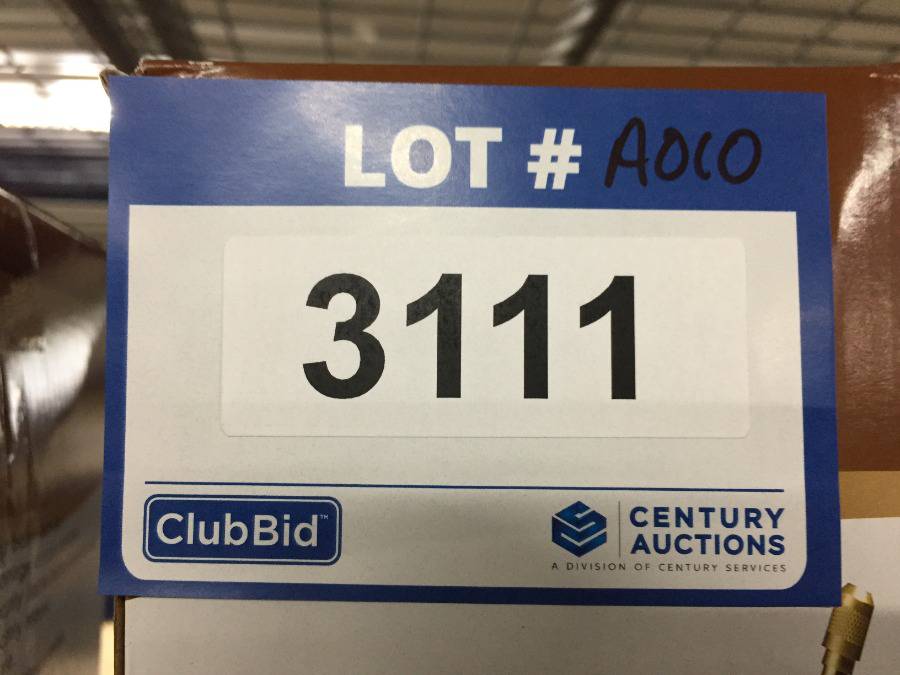 LOT # A010
3111
ClubBid™
CENTURY
AUCTIONS
A DIVISION OF CENTURY SERVICES